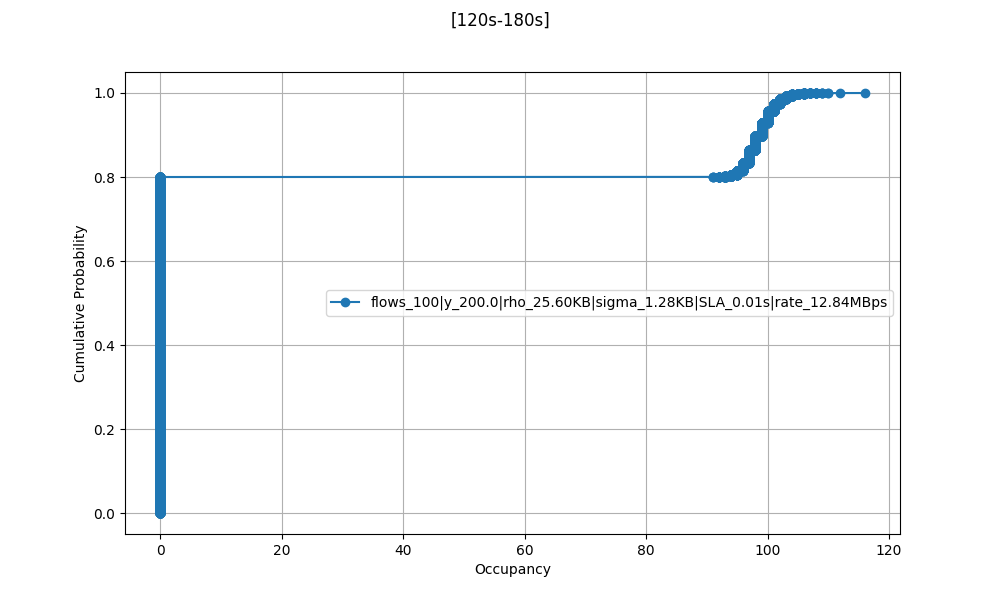 [120s-180s]
1.0
0.8
0.6
0.4
0.2
0.0
Cumulative Probability
flows_100|y_200.0|rho_25.60KB|sigma_1.28KB|SLA_0.01s|rate_12.84MBps
0 20 40 60 80 100 120
Occupancy